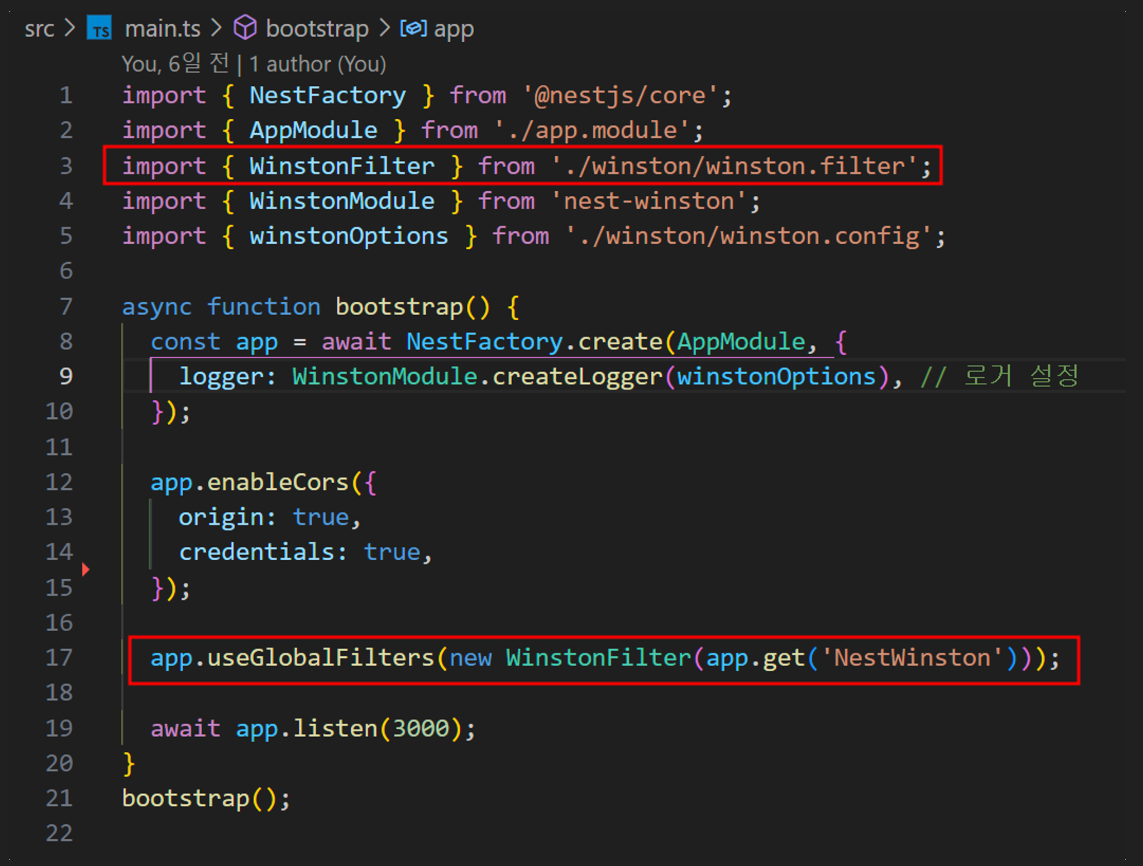 src > TS main.ts > bootstrap > app
You, 6일 전 | 1 author (You)
1 import { NestFactory } from '@nestjs/core';
2 import { AppModule } from './app.module';
3 import { WinstonFilter } from './winston/winston.filter';
4 import { WinstonModule } from 'nest-winston';
5 import { winstonOptions } from './winston/winston.config';
6
7 async function bootstrap() {
8   const app = await NestFactory.create(AppModule, {
9     logger: WinstonModule.createLogger(winstonOptions), // 로거 설정
10   });
11
12   app.enableCors({
13     origin: true,
14     credentials: true,
15   });
16
17   app.useGlobalFilters(new WinstonFilter(app.get('NestWinston')));
18
19   await app.listen(3000);
20 }
21 bootstrap();
22